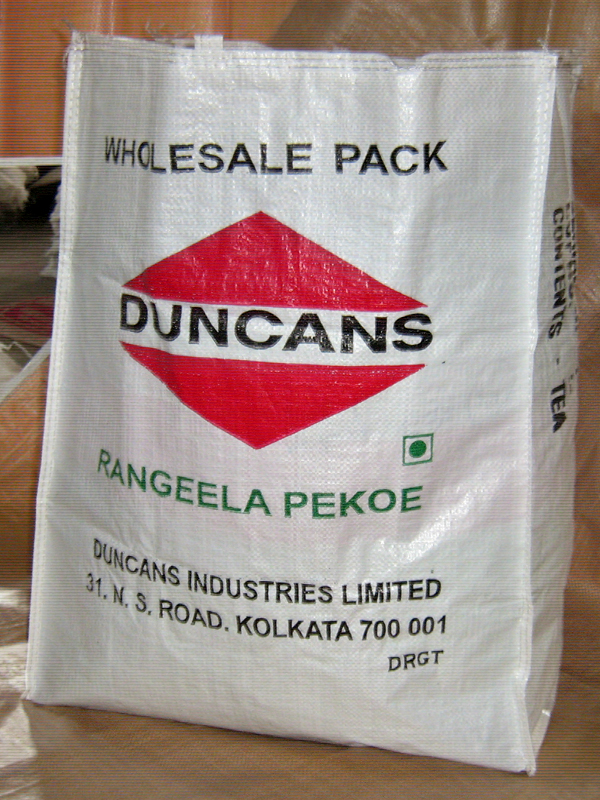 WHOLESALE PACK
DUNCANS
RANGEELA PEKOE
DUNCANS INDUSTRIES LIMITED
31. N. S. ROAD. KOLKATA 700 001
DRGT
CONTENTS - TEA